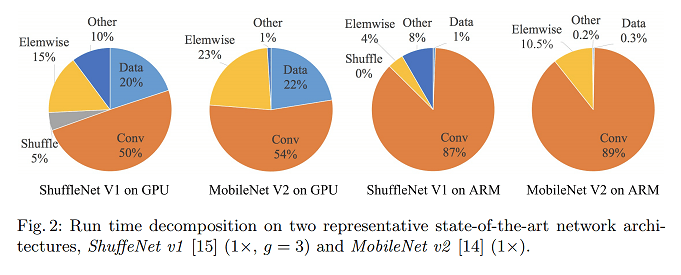 Other
10%
Elemwise
15%
Data
20%
Shuffle
5%
Conv
50%
ShuffleNet V1 on GPU
Other
1%
Elemwise
23%
Data
22%
Conv
54%
MobileNet V2 on GPU
Elemwise
4%
Other
8%
Data
1%
Shuffle
0%
Conv
87%
ShuffleNet V1 on ARM
Other
0.2%
Data
0.3%
Elemwise
10.5%
Conv
89%
MobileNet V2 on ARM
Fig. 2: Run time decomposition on two representative state-of-the-art network archi-
tectures, ShuffeNet v1 [15] (1×, g = 3) and MobileNet v2 [14] (1×).